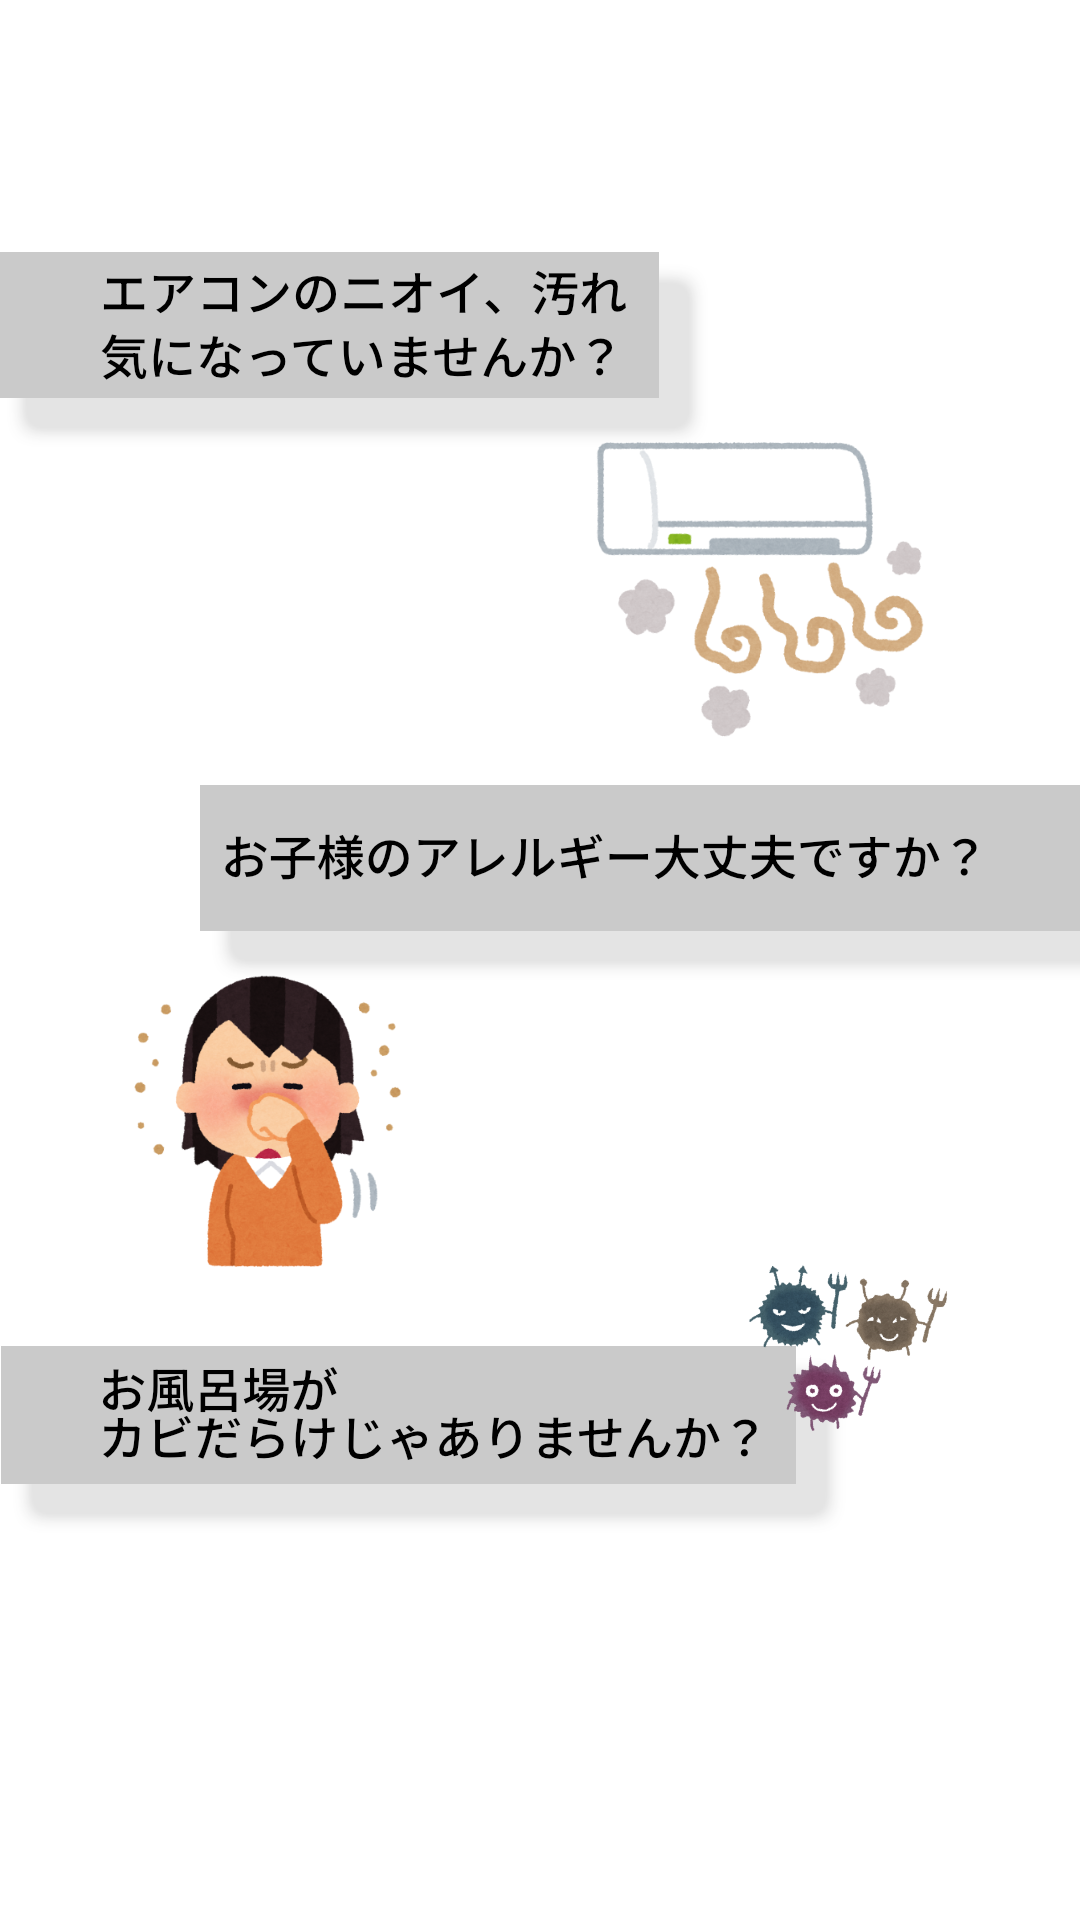 エアコンのニオイ、汚れ
気になっていませんか？
お子様のアレルギー大丈夫ですか？
お風呂場が
カビだらけじゃありませんか？